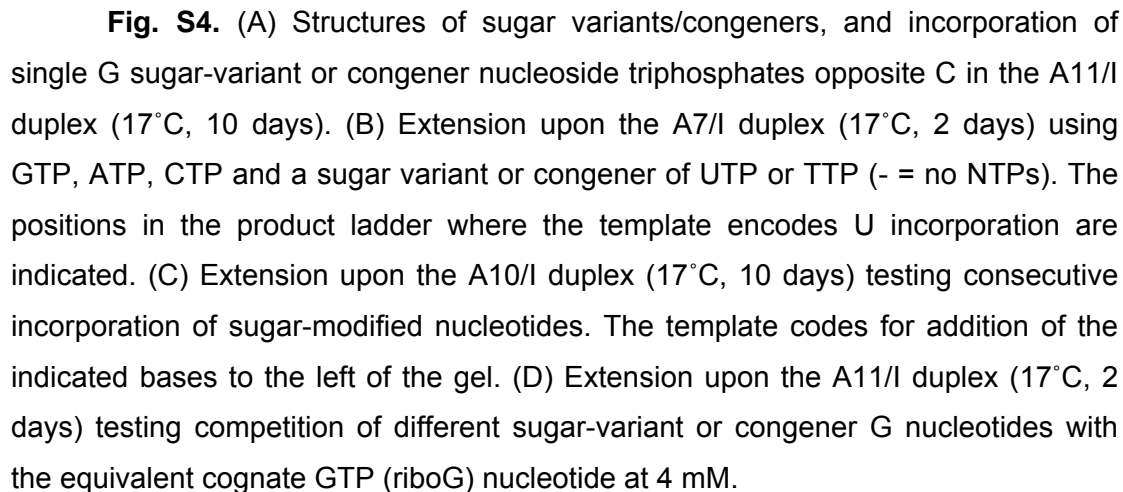 Fig. S4. (A) Structures of sugar variants/congeners, and incorporation of
single G sugar-variant or congener nucleoside triphosphates opposite C in the A11/I
duplex (17˚C, 10 days). (B) Extension upon the A7/I duplex (17˚C, 2 days) using
GTP, ATP, CTP and a sugar variant or congener of UTP or TTP (- = no NTPs). The
positions in the product ladder where the template encodes U incorporation are
indicated. (C) Extension upon the A10/I duplex (17˚C, 10 days) testing consecutive
incorporation of sugar-modified nucleotides. The template codes for addition of the
indicated bases to the left of the gel. (D) Extension upon the A11/I duplex (17˚C, 2
days) testing competition of different sugar-variant or congener G nucleotides with
the equivalent cognate GTP (riboG) nucleotide at 4 mM.